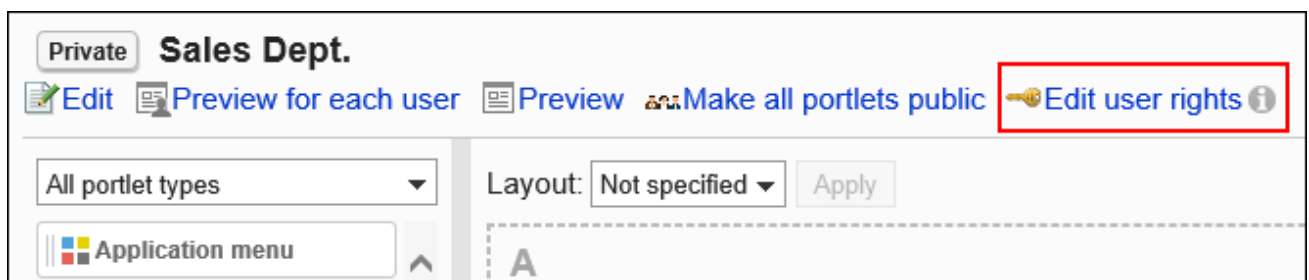 Private Sales Dept.
Edit Preview for each user Preview Make all portlets public Edit user rights
All portlet types Layout: Not specified Apply
Application menu
A